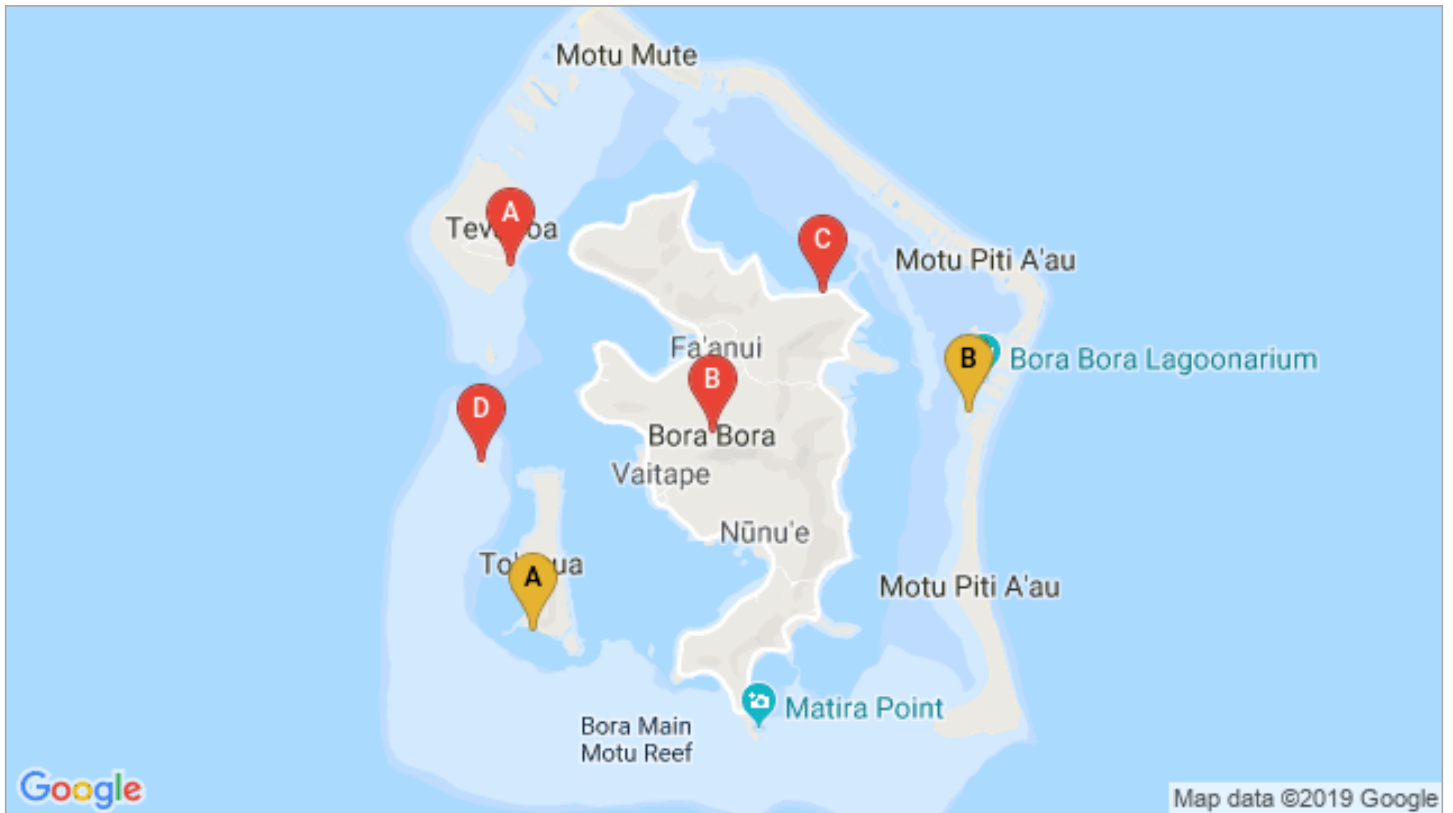 Motu Mute
A
C
Motu Piti A'au
Fa'anui
B
Bora Bora Lagoonarium
B
D
Bora Bora
Vaitape
Nūnu'e
A
Motu Piti A'au
Matira Point
Bora Main
Motu Reef
Google
Map data ©2019 Google